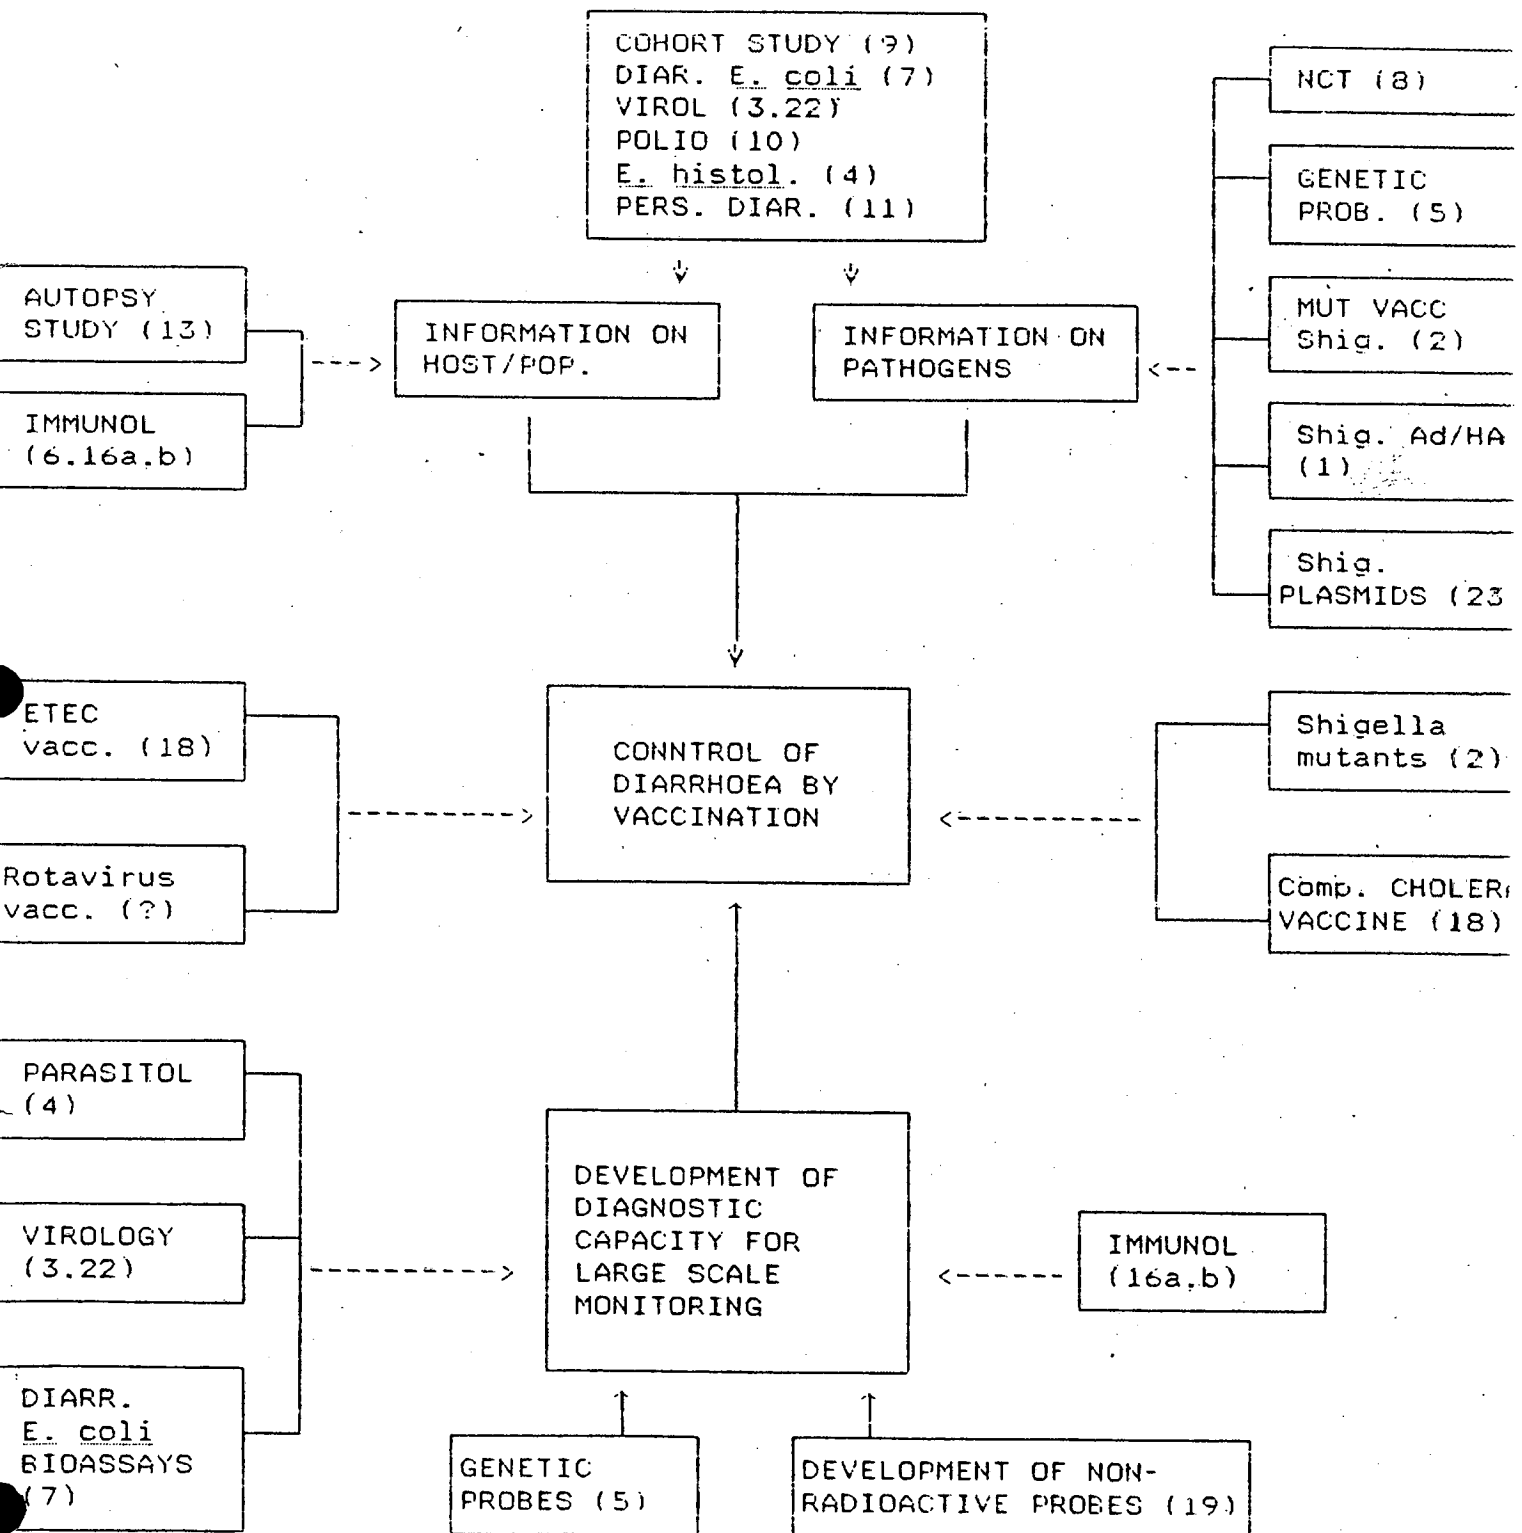 COHORT STUDY (9)
DIAR. E. coli (7)
VIROL (3.22)
POLIO (10)
E. histol. (4)
PERS. DIAR. (11)
NCT (8)
GENETIC
PROB. (5)
MUT VACC
Shig. (2)
Shig. Ad/HA
(1)
Shig.
PLASMIDS (23
AUTOPSY
STUDY (13)
IMMUNOL
(6.16a.b)
INFORMATION ON
HOST/POP.
INFORMATION ON
PATHOGENS
ETEC
vacc. (18)
Rotavirus
vacc. (?)
CONNTROL OF
DIARRHOEA BY
VACCINATION
Shigella
mutants (2)
Comp. CHOLERA
VACCINE (18)
PARASITOL
(4)
VIROLOGY
(3.22)
DIARR.
E. coli
BIOASSAYS
(7)
DEVELOPMENT OF
DIAGNOSTIC
CAPACITY FOR
LARGE SCALE
MONITORING
IMMUNOL
(16a.b)
GENETIC
PROBES (5)
DEVELOPMENT OF NON-
RADIOACTIVE PROBES (19)